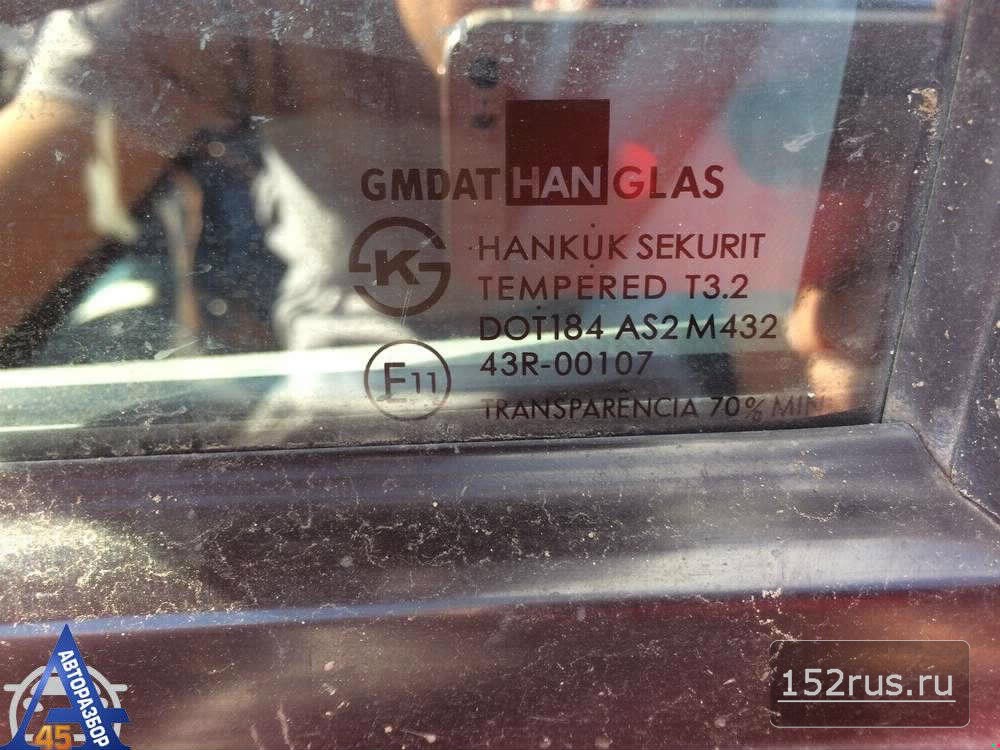 GMDAT HAN GLAS
K
HANKUK SEKURIT
TEMPERED T3.2
DOT184 AS2 M432
43R-00107
E11
TRANSPARÊNCIA 70% MIN
АВТОРАЗБОР
45
152rus.ru